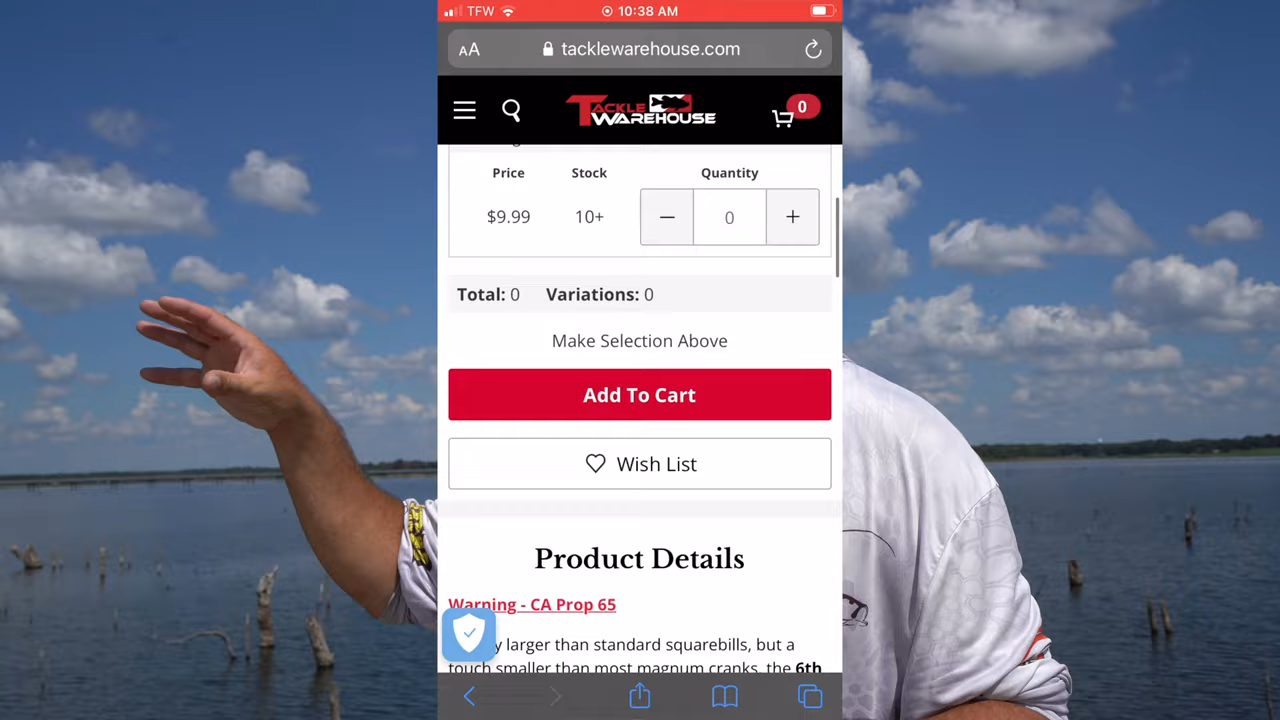 TFW 10:38 AM
AA tacklewarehouse.com
TACKLE WAREHOUSE 0
Price Stock Quantity
$9.99 10+ − 0 +
Total: 0 Variations: 0
Make Selection Above
Add To Cart
Wish List
Product Details
Warning - CA Prop 65
larger than standard squarebills, but a
touch smaller than most magnum cranks, the 6th